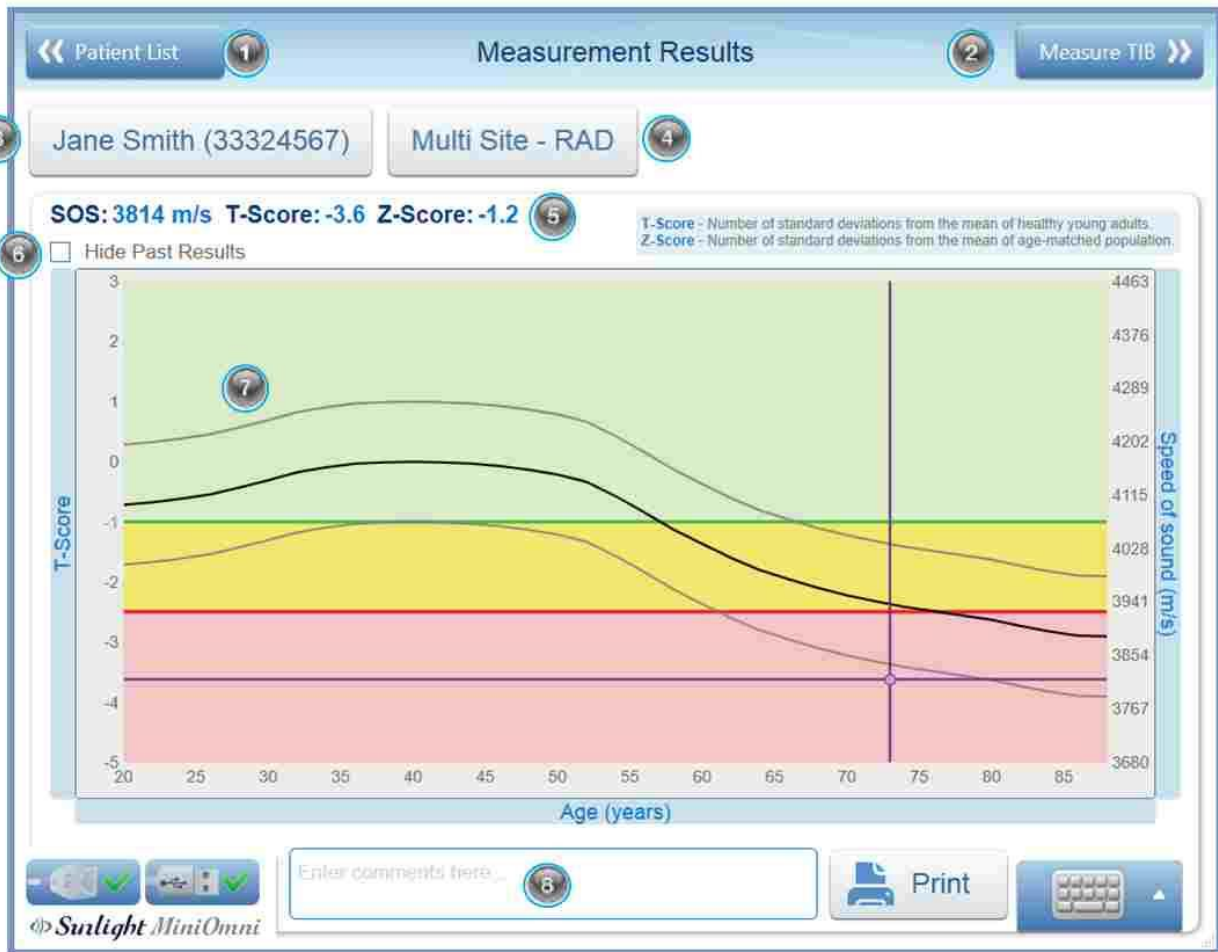 Patient List
1
Measurement Results
2
Measure TIB
3
Jane Smith (33324567)
Multi Site - RAD
4
SOS: 3814 m/s T-Score: -3.6 Z-Score: -1.2
5
T-Score - Number of standard deviations from the mean of healthy young adults.
Z-Score - Number of standard deviations from the mean of age-matched population.
6
Hide Past Results
T-Score
3
2
1
0
-1
-2
-3
-4
-5
7
4463
4376
4289
4202
4115
4028
3941
3854
3767
3680
Speed of sound (m/s)
20 25 30 35 40 45 50 55 60 65 70 75 80 85
Age (years)
Enter comments here...
8
Print
Sunlight MiniOmni